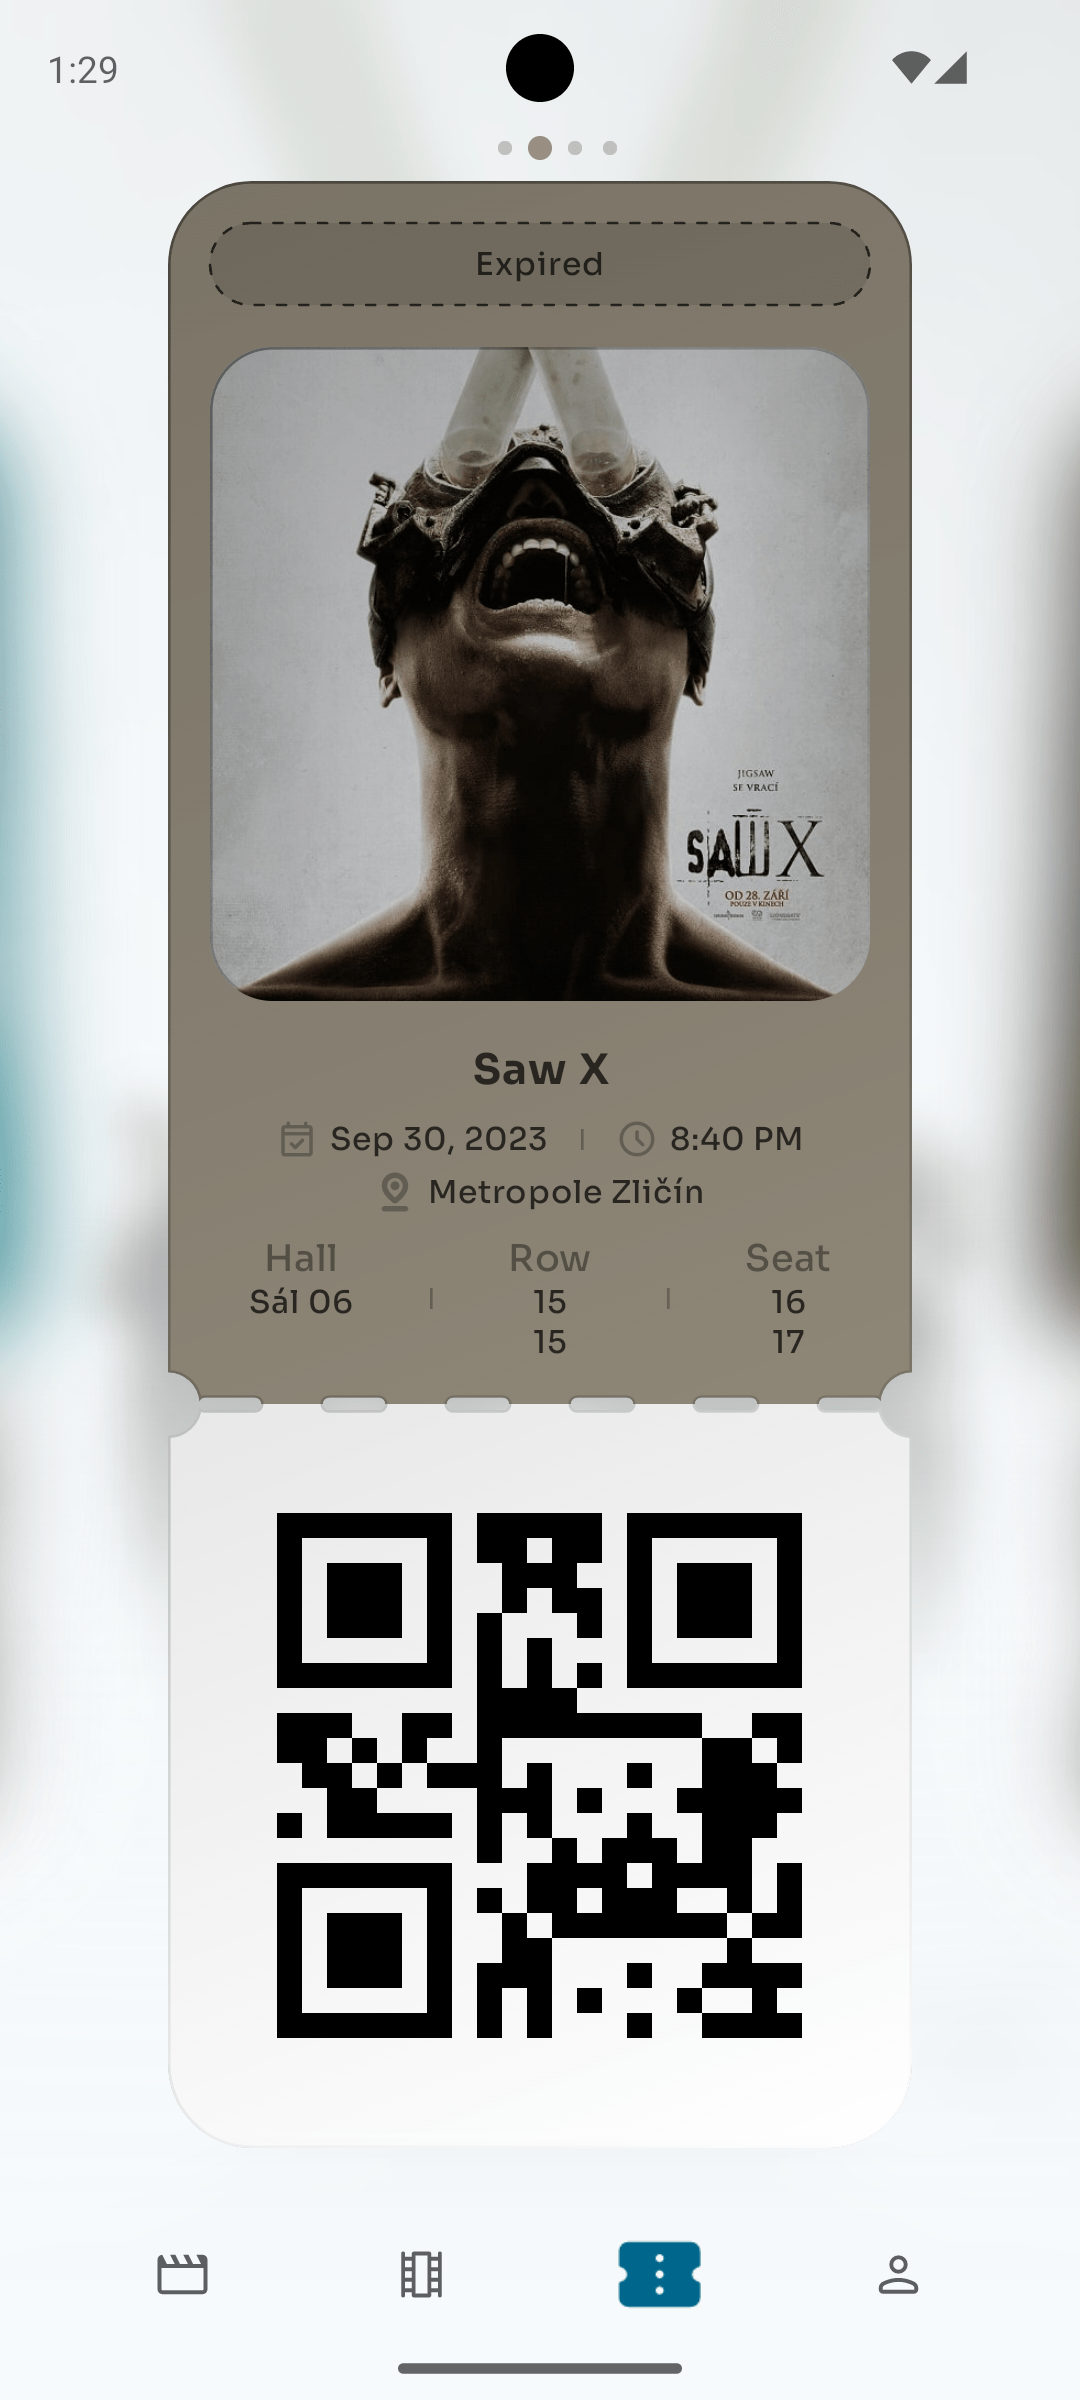 1:29
Expired
JIGSAW
SE VRACÍ
SAW X
OD 28. ZÁŘÍ
POUZE V KINECH
Saw X
Sep 30, 2023 8:40 PM
Metropole Zličín
Hall Row Seat
Sál 06 15 16
15 17